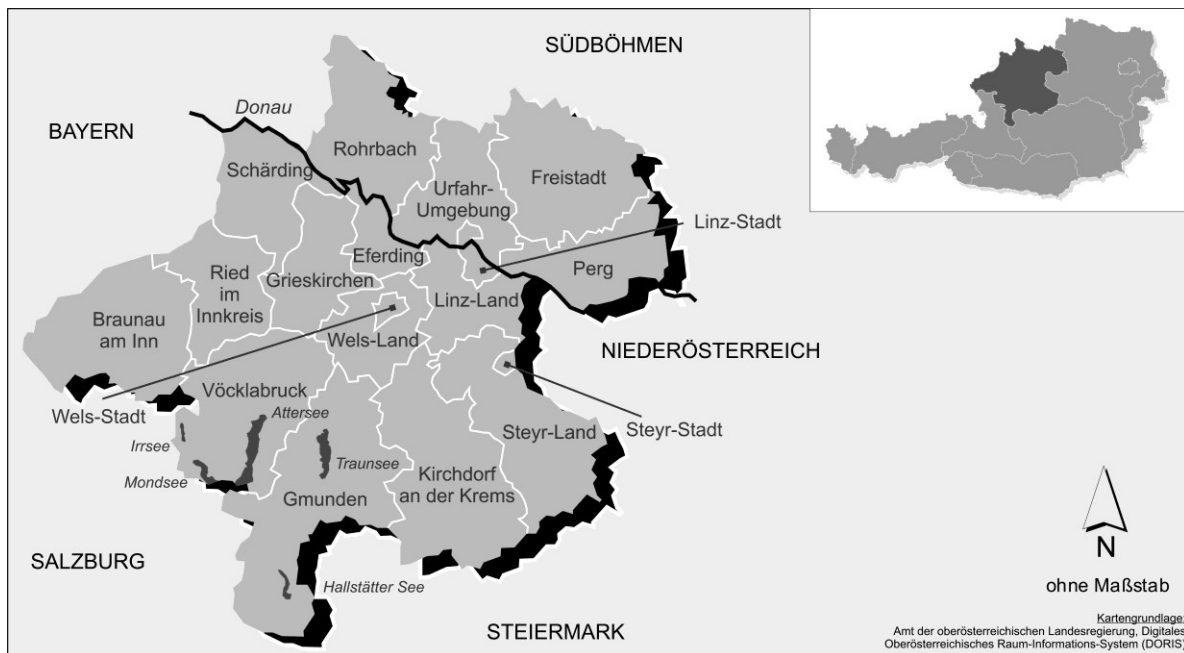 SÜDBÖHMEN
Donau
BAYERN
Rohrbach
Schärding
Freistadt
Urfahr-
Umgebung
Linz-Stadt
Eferding
Perg
Ried
im
Innkreis
Grieskirchen
Linz-Land
Braunau
am Inn
Wels-Land
NIEDERÖSTERREICH
Vöcklabruck
Wels-Stadt
Attersee
Steyr-Land
Steyr-Stadt
Irrsee
Traunsee
Mondsee
Kirchdorf
an der Krems
Gmunden
SALZBURG
N
Hallstätter See
ohne Maßstab
STEIERMARK
Kartengrundlage:
Amt der oberösterreichischen Landesregierung, Digitales
Oberösterreichisches Raum-Informations-System (DORIS)